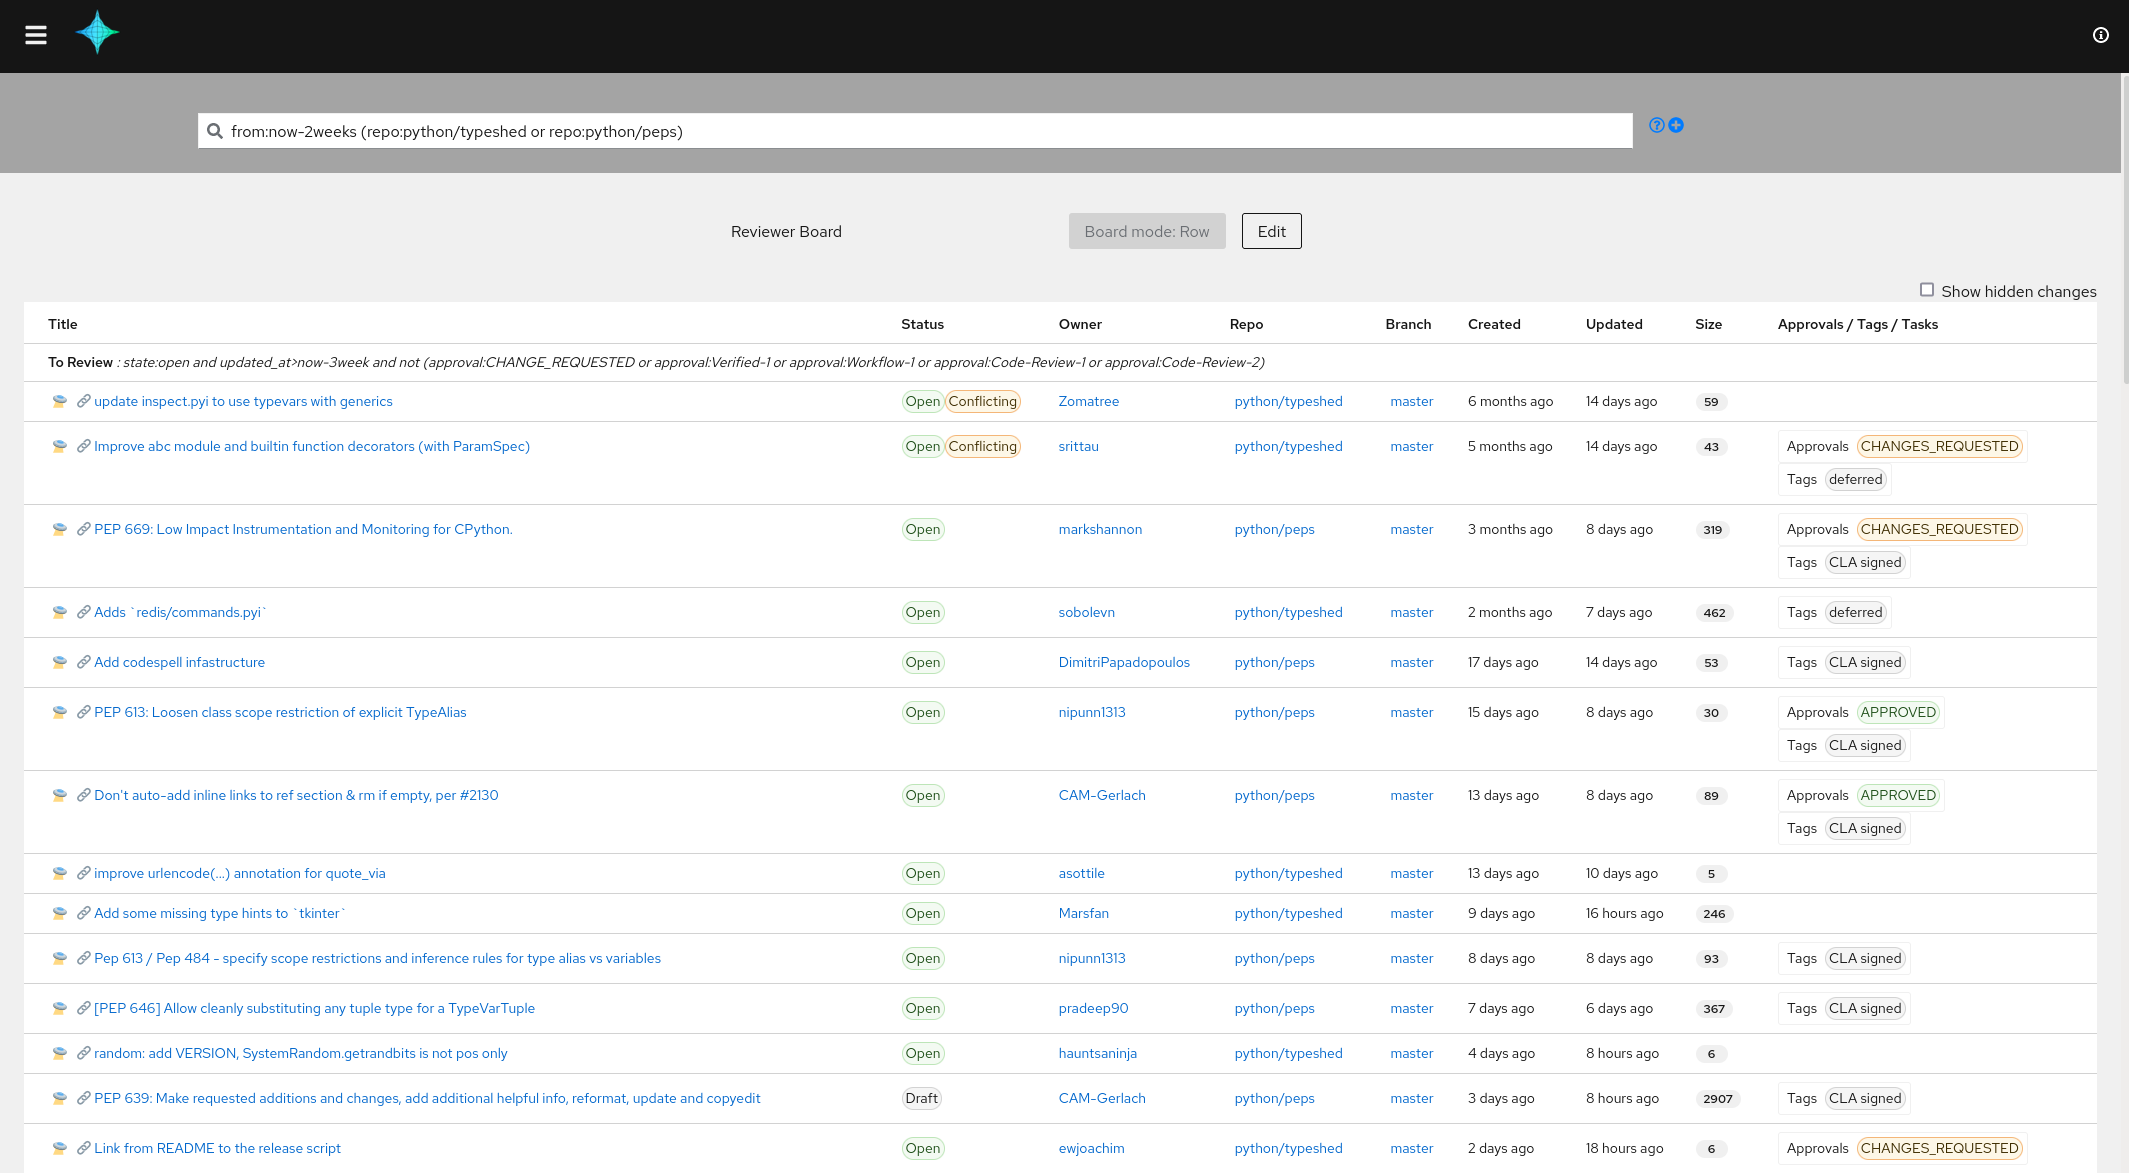 from:now-2weeks (repo:python/typeshed or repo:python/peps)
Reviewer Board Board mode: Row Edit
Show hidden changes
Title Status Owner Repo Branch Created Updated Size Approvals / Tags / Tasks
To Review : state:open and updated_at>now-3week and not (approval:CHANGE_REQUESTED or approval:Verified-1 or approval:Workflow-1 or approval:Code-Review-1 or approval:Code-Review-2)
update inspect.pyi to use typevars with generics Open Conflicting Zomatree python/typeshed master 6 months ago 14 days ago 59
Improve abc module and builtin function decorators (with ParamSpec) Open Conflicting srittau python/typeshed master 5 months ago 14 days ago 43 Approvals CHANGES_REQUESTED
Tags deferred
PEP 669: Low Impact Instrumentation and Monitoring for CPython. Open markshannon python/peps master 3 months ago 8 days ago 319 Approvals CHANGES_REQUESTED
Tags CLA signed
Adds `redis/commands.pyi` Open sobolevn python/typeshed master 2 months ago 7 days ago 462 Tags deferred
Add codespell infastructure Open DimitriPapadopoulos python/peps master 17 days ago 14 days ago 53 Tags CLA signed
PEP 613: Loosen class scope restriction of explicit TypeAlias Open nipunn1313 python/peps master 15 days ago 8 days ago 30 Approvals APPROVED
Tags CLA signed
Don't auto-add inline links to ref section & rm if empty, per #2130 Open CAM-Gerlach python/peps master 13 days ago 8 days ago 89 Approvals APPROVED
Tags CLA signed
improve urlencode(...) annotation for quote_via Open asottile python/typeshed master 13 days ago 10 days ago 5
Add some missing type hints to `tkinter` Open Marsfan python/typeshed master 9 days ago 16 hours ago 246
Pep 613 / Pep 484 - specify scope restrictions and inference rules for type alias vs variables Open nipunn1313 python/peps master 8 days ago 8 days ago 93 Tags CLA signed
[PEP 646] Allow cleanly substituting any tuple type for a TypeVarTuple Open pradeep90 python/peps master 7 days ago 6 days ago 367 Tags CLA signed
random: add VERSION, SystemRandom.getrandbits is not pos only Open hauntsaninja python/typeshed master 4 days ago 8 hours ago 6
PEP 639: Make requested additions and changes, add additional helpful info, reformat, update and copyedit Draft CAM-Gerlach python/peps master 3 days ago 8 hours ago 2907 Tags CLA signed
Link from README to the release script Open ewjoachim python/typeshed master 2 days ago 18 hours ago 6 Approvals CHANGES_REQUESTED